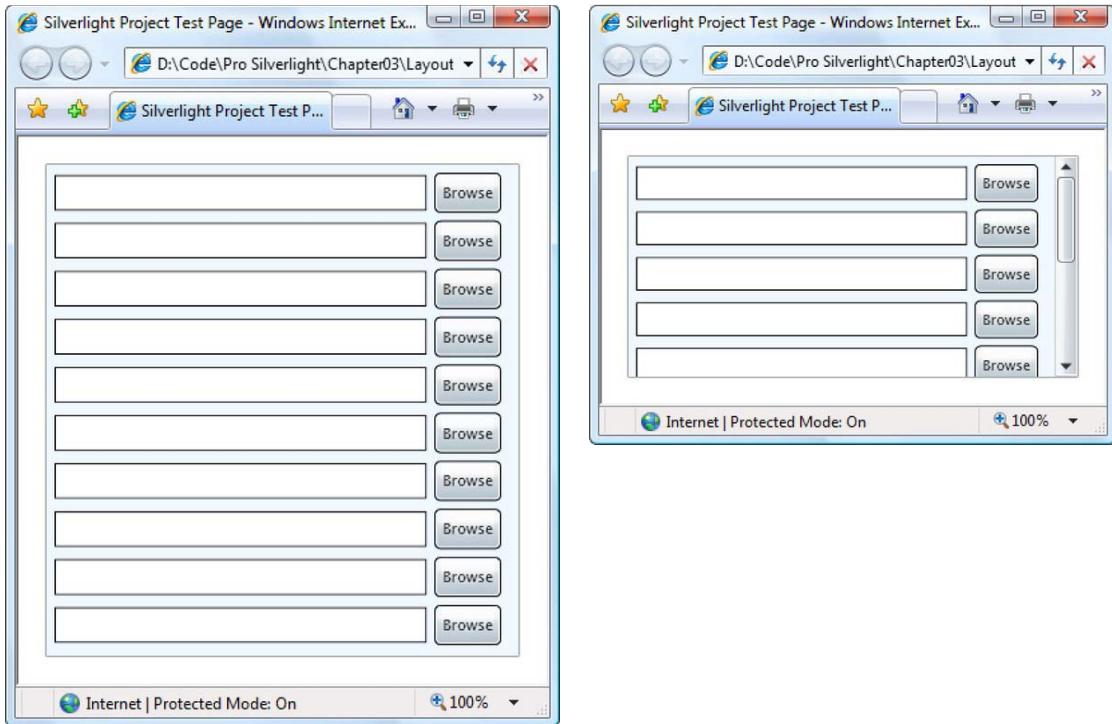 Silverlight Project Test Page - Windows Internet Ex...
D:\Code\Pro Silverlight\Chapter03\Layout
Silverlight Project Test P...
Browse
Browse
Browse
Browse
Browse
Browse
Browse
Browse
Browse
Browse
Internet | Protected Mode: On
100%
Silverlight Project Test Page - Windows Internet Ex...
D:\Code\Pro Silverlight\Chapter03\Layout
Silverlight Project Test P...
Browse
Browse
Browse
Browse
Browse
Internet | Protected Mode: On
100%